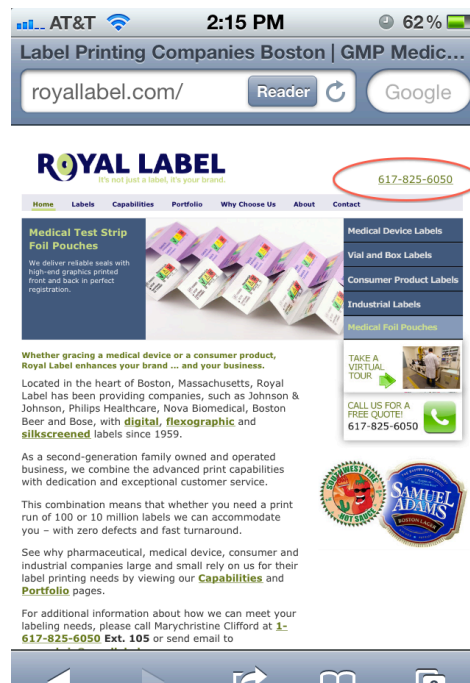 AT&T 2:15 PM 62%
Label Printing Companies Boston | GMP Medic...
royallabel.com/ Reader Google
ROYAL LABEL
It's not just a label, it's your brand.
617-825-6050
Home Labels Capabilities Portfolio Why Choose Us About Contact
Medical Test Strip
Foil Pouches
We deliver reliable seals with
high-end graphics printed
front and back in perfect
registration.
Medical Device Labels
Vial and Box Labels
Consumer Product Labels
Industrial Labels
Medical Foil Pouches
TAKE A
VIRTUAL
TOUR
CALL US FOR A
FREE QUOTE!
617-825-6050
Whether gracing a medical device or a consumer product,
Royal Label enhances your brand ... and your business.
Located in the heart of Boston, Massachusetts, Royal
Label has been providing companies, such as Johnson &
Johnson, Philips Healthcare, Nova Biomedical, Boston
Beer and Bose, with digital, flexographic and
silkscreened labels since 1959.
As a second-generation family owned and operated
business, we combine the advanced print capabilities
with dedication and exceptional customer service.
This combination means that whether you need a print
run of 100 or 10 million labels we can accommodate
you – with zero defects and fast turnaround.
See why pharmaceutical, medical device, consumer and
industrial companies large and small rely on us for their
label printing needs by viewing our Capabilities and
Portfolio pages.
For additional information about how we can meet your
labeling needs, please call Marychristine Clifford at 1-
617-825-6050 Ext. 105 or send email to
SOUTHWEST FIRE
HOT SAUCE
SAMUEL
ADAMS
BOSTON LAGER